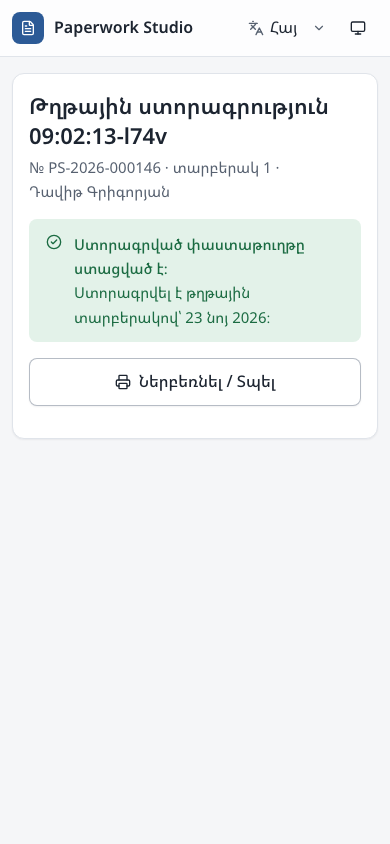 Paperwork Studio
Հայ
Թղթային ստորագրություն
09:02:13-l74v
№ PS-2026-000146 · տարբերակ 1 ·
Դավիթ Գրիգորյան
Ստորագրված փաստաթուղթը
ստացված է։
Ստորագրվել է թղթային
տարբերակով՝ 23 նոյ 2026։
Ներբեռնել / Տպել